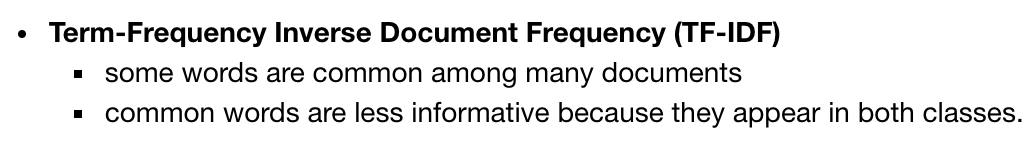 • Term-Frequency Inverse Document Frequency (TF-IDF)
▪ some words are common among many documents
▪ common words are less informative because they appear in both classes.